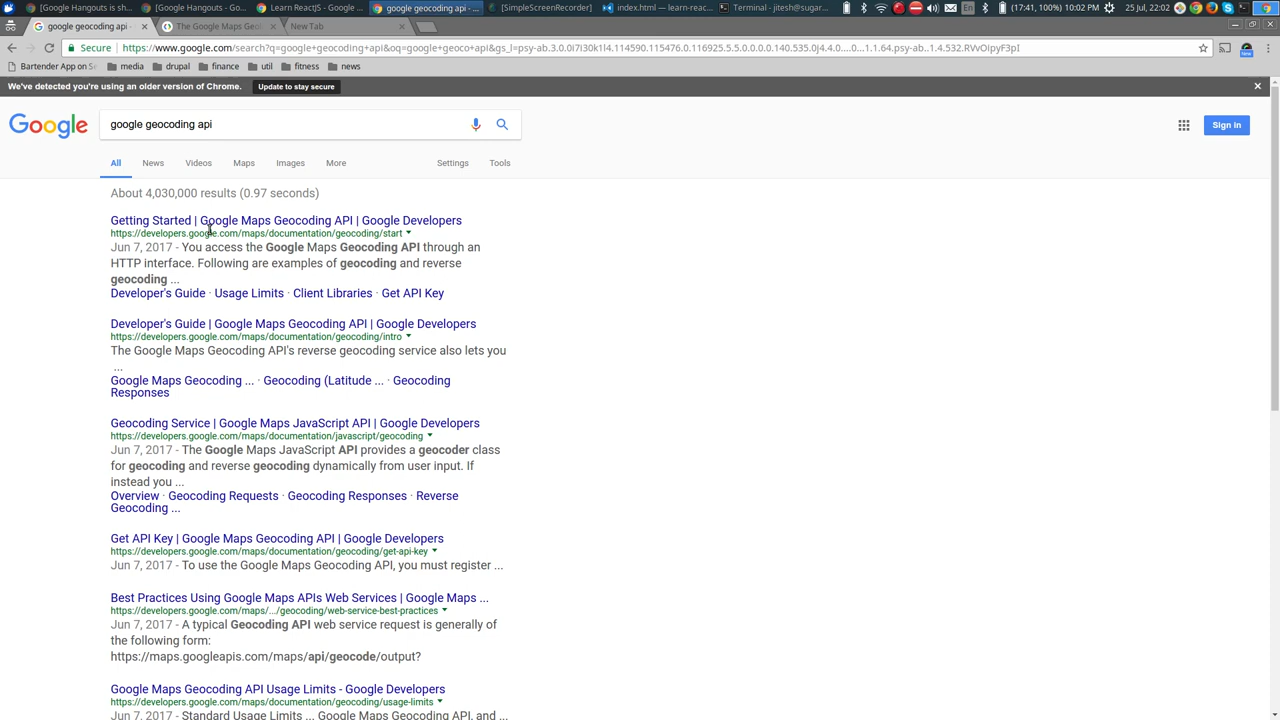 [Google Hangouts is sh...
[Google Hangouts - Go...
Learn ReactJS - Google ...
google geocoding api - ...
[SimpleScreenRecorder]
index.html — learn-reac...
Terminal - jitesh@sugar...
En
(17:41, 100%) 10:02 PM
25 Jul, 22:02
google geocoding api -
The Google Maps Geo
New Tab
Secure
https://www.google.com/search?q=google+geocoding+api&oq=google+geoco+api&gs_l=psy-ab.3.0.0i7i30k1l4.114590.115476.0.116925.5.5.0.0.0.0.140.535.0j4.4.0....0...1.1.64.psy-ab..1.4.532.RVvOipyF3pI
Bartender App on Se
media
drupal
finance
util
fitness
news
We've detected you're using an older version of Chrome.
Update to stay secure
Google
google geocoding api
Sign in
All
News
Videos
Maps
Images
More
Settings
Tools
About 4,030,000 results (0.97 seconds)
Getting Started | Google Maps Geocoding API | Google Developers
https://developers.google.com/maps/documentation/geocoding/start
Jun 7, 2017 - You access the Google Maps Geocoding API through an
HTTP interface. Following are examples of geocoding and reverse
geocoding ...
Developer's Guide · Usage Limits · Client Libraries · Get API Key
Developer's Guide | Google Maps Geocoding API | Google Developers
https://developers.google.com/maps/documentation/geocoding/intro
The Google Maps Geocoding API's reverse geocoding service also lets you
...
Google Maps Geocoding ... · Geocoding (Latitude ... · Geocoding
Responses
Geocoding Service | Google Maps JavaScript API | Google Developers
https://developers.google.com/maps/documentation/javascript/geocoding
Jun 7, 2017 - The Google Maps JavaScript API provides a geocoder class
for geocoding and reverse geocoding dynamically from user input. If
instead you ...
Overview · Geocoding Requests · Geocoding Responses · Reverse
Geocoding ...
Get API Key | Google Maps Geocoding API | Google Developers
https://developers.google.com/maps/documentation/geocoding/get-api-key
Jun 7, 2017 - To use the Google Maps Geocoding API, you must register ...
Best Practices Using Google Maps APIs Web Services | Google Maps ...
https://developers.google.com/maps/.../geocoding/web-service-best-practices
Jun 7, 2017 - A typical Geocoding API web service request is generally of
the following form:
https://maps.googleapis.com/maps/api/geocode/output?
Google Maps Geocoding API Usage Limits - Google Developers
https://developers.google.com/maps/documentation/geocoding/usage-limits
Jun 7, 2017 - Standard Usage Limits ... Google Maps Geocoding API, and ...